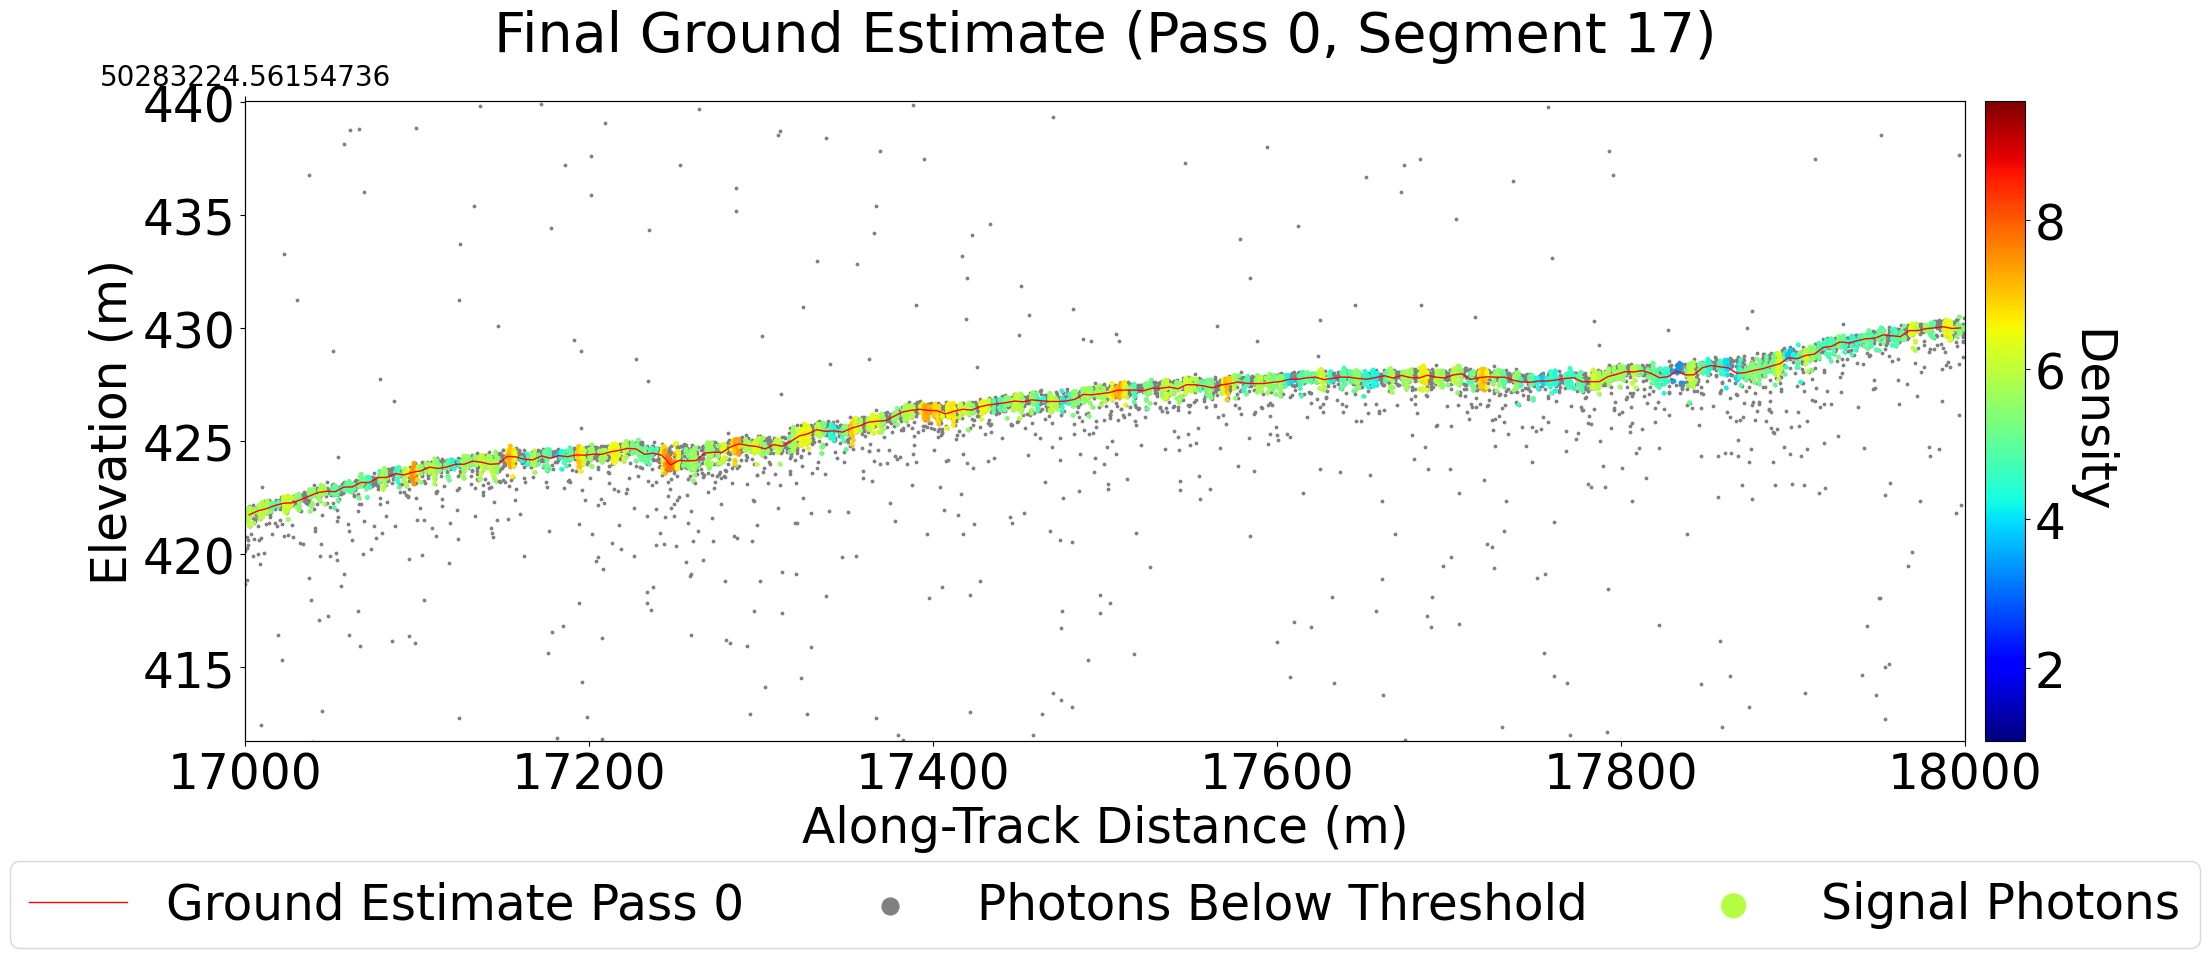 Final Ground Estimate (Pass 0, Segment 17)
50283224.56154736
440
435
430
425
420
415
Elevation (m)
17000 17200 17400 17600 17800 18000
Along-Track Distance (m)
8
6
4
2
Density
Ground Estimate Pass 0 Photons Below Threshold Signal Photons